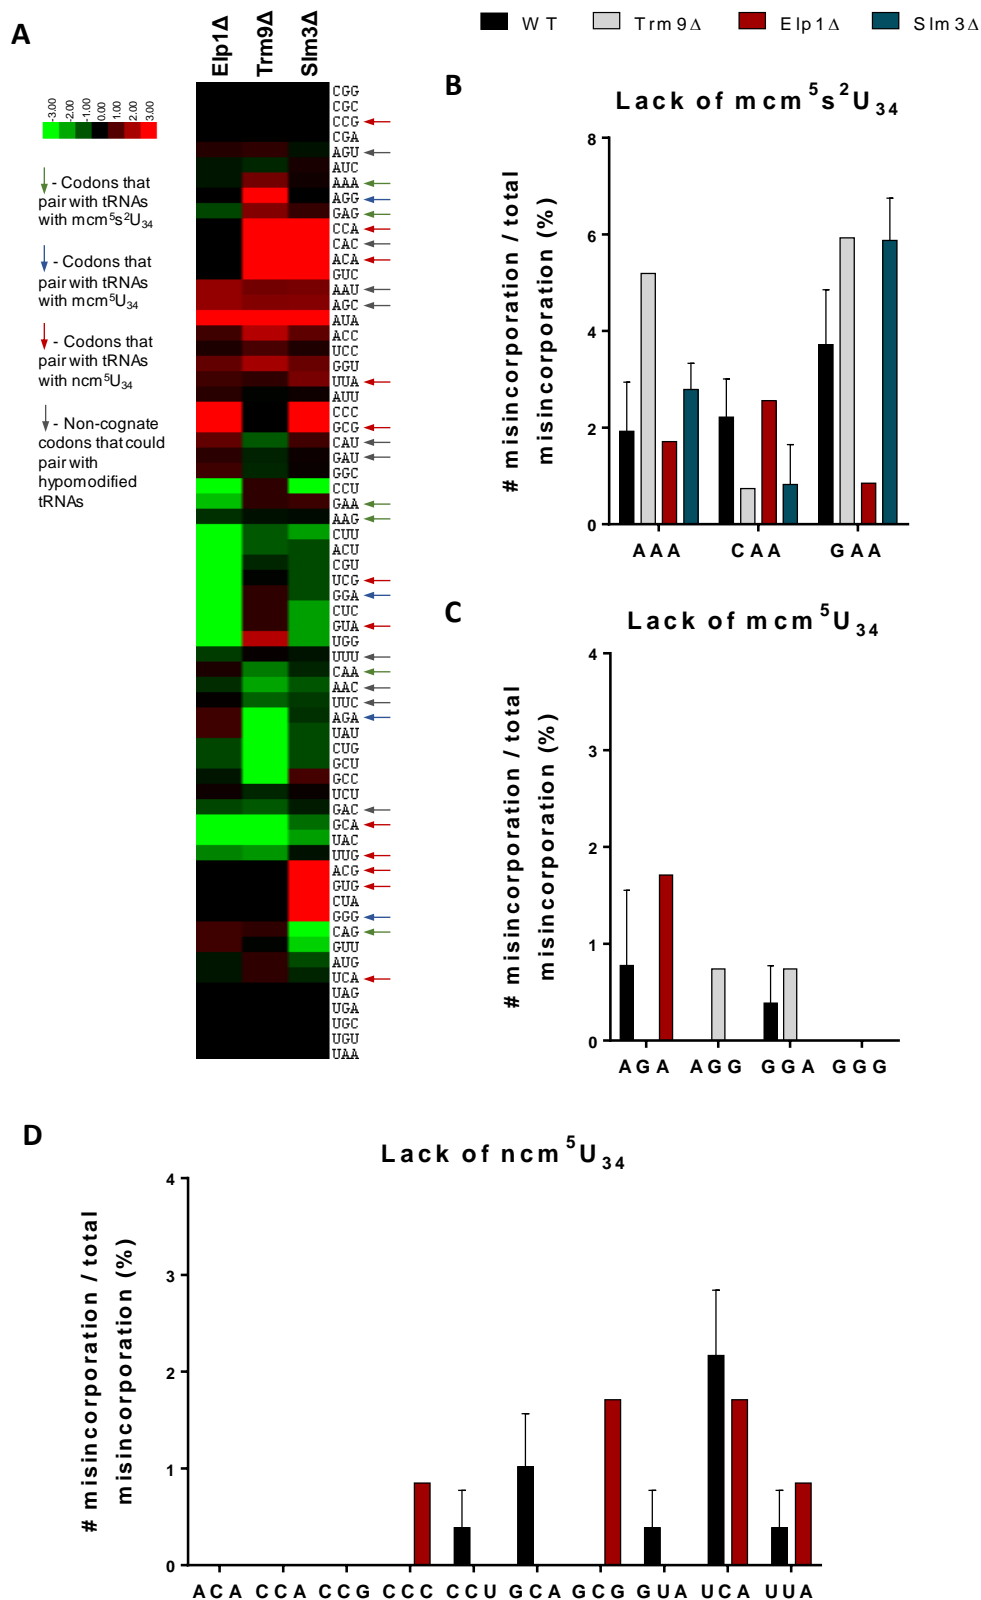 WT Trm9Δ Elp1Δ Slm3Δ
A
Elp1Δ Trm9Δ Slm3Δ
-3.00 -2.00 -1.00 0.00 1.00 2.00 3.00
- Codons that
pair with tRNAs
with mcm⁵s²U₃₄
- Codons that
pair with tRNAs
with mcm⁵U₃₄
- Codons that
pair with tRNAs
with ncm⁵U₃₄
- Non-cognate
codons that could
pair with
hypomodified
tRNAs
CGG
CGC
CCG
CGA
AGU
AUC
AAA
AGG
GAG
CCA
CAC
ACA
GUC
AAU
AGC
AUA
ACC
UCC
GGU
UUA
AUU
CCC
GCG
CAU
GAU
GGC
CCU
GAA
AAG
CUU
ACU
CGU
UCG
GGA
CUC
GUA
UGG
UUU
CAA
AAC
UUC
AGA
UAU
CUG
GCU
GCC
UCU
GAC
GCA
UAC
UUG
ACG
GUG
CUA
GGG
CAG
GUU
AUG
UCA
UAG
UGA
UGC
UGU
UAA
B
Lack of mcm⁵s²U₃₄
# misincorporation / total
misincorporation (%)
8
6
4
2
0
AAA CAA GAA
C
Lack of mcm⁵U₃₄
# misincorporation / total
misincorporation (%)
4
3
2
1
0
AGA AGG GGA GGG
D
Lack of ncm⁵U₃₄
# misincorporation / total
misincorporation (%)
4
3
2
1
0
ACA CCA CCG CCC CCU GCA GCG GUA UCA UUA